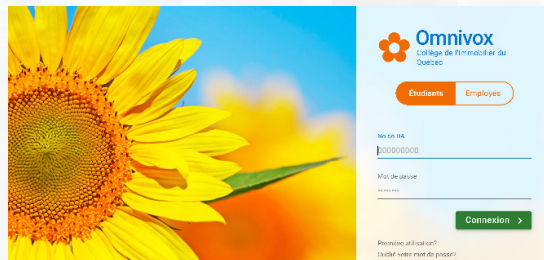 Omnivox
Collège de l'Immobilier du
Québec
Étudiants
Employés
No de DA
000000000
Mot de passe
Connexion
Première utilisation?
Oublié votre mot de passe?